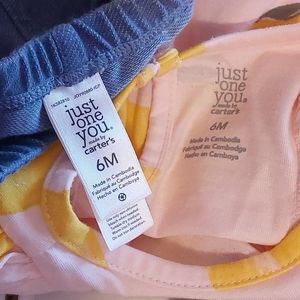 just
one
you®
made by
carter's
6M
Made in Cambodia
Fabriqué au Cambodge
Hecho en Camboya
just
one
you®
made by
carter's
6M
Made in Cambodia
Fabriqué au Cambodge
Hecho en Camboya